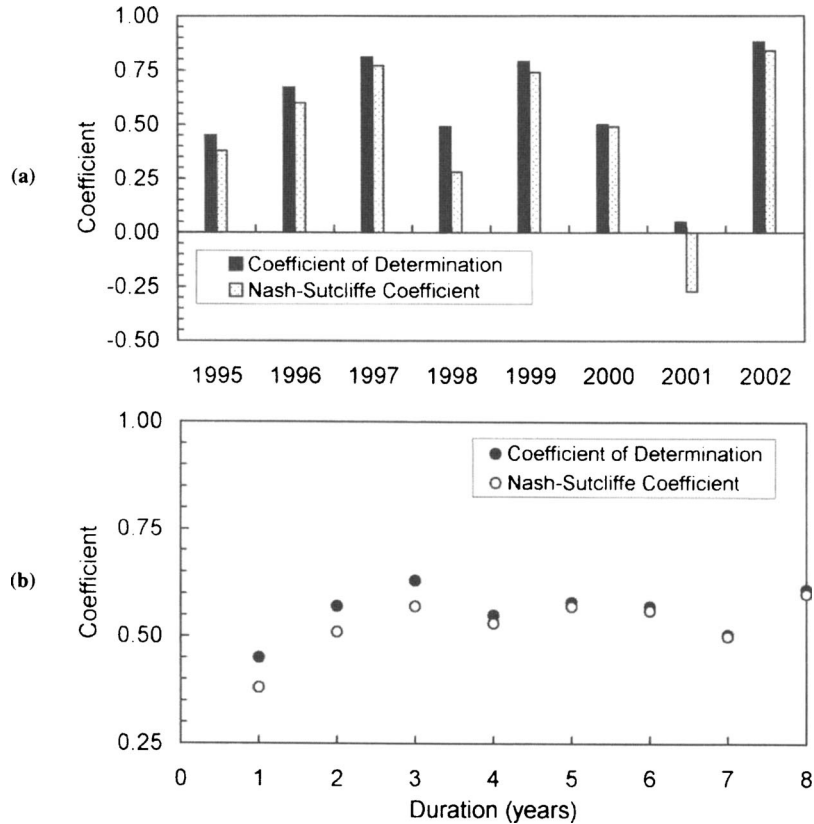 (a)
Coefficient
1.00
0.75
0.50
0.25
0.00
-0.25
-0.50
Coefficient of Determination
Nash-Sutcliffe Coefficient
1995 1996 1997 1998 1999 2000 2001 2002
(b)
Coefficient
1.00
0.75
0.50
0.25
Coefficient of Determination
Nash-Sutcliffe Coefficient
0 1 2 3 4 5 6 7 8
Duration (years)